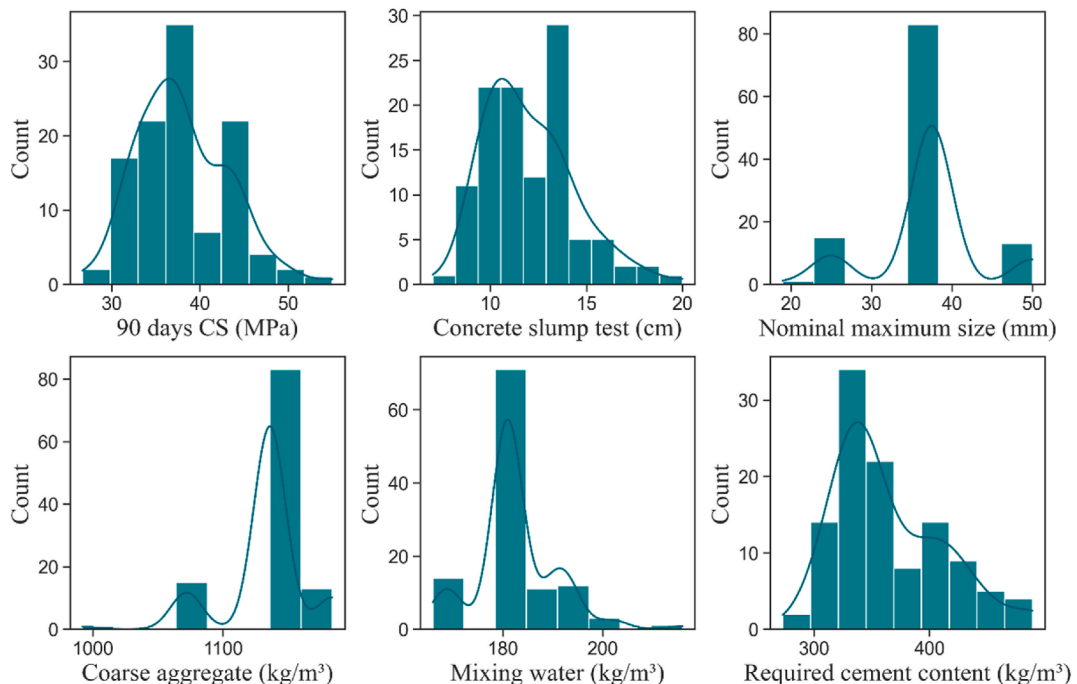 30
20
10
0
Count
30 40 50
90 days CS (MPa)
30
25
20
15
10
5
0
Count
10 15 20
Concrete slump test (cm)
80
60
40
20
0
Count
20 30 40 50
Nominal maximum size (mm)
80
60
40
20
0
Count
1000 1100
Coarse aggregate (kg/m³)
60
40
20
0
Count
180 200
Mixing water (kg/m³)
30
20
10
0
Count
300 400
Required cement content (kg/m³)